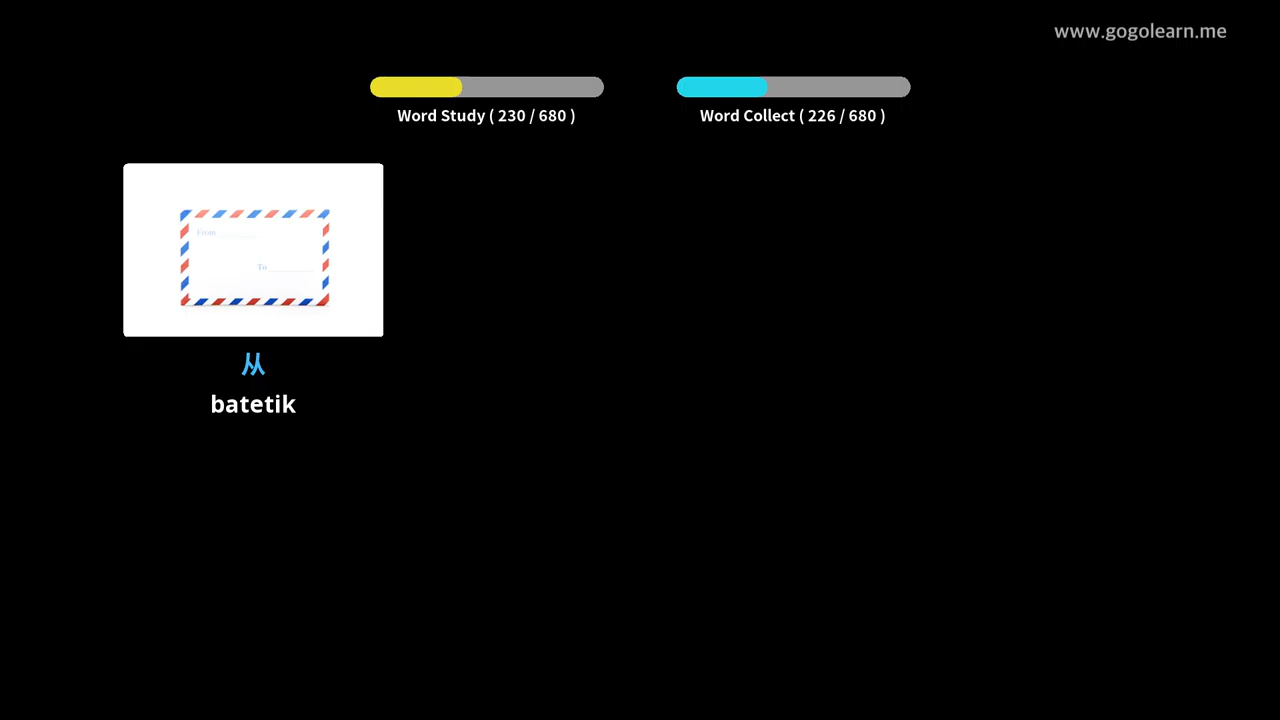 www.gogolearn.me
Word Study ( 230 / 680 )
Word Collect ( 226 / 680 )
From
To
从
batetik